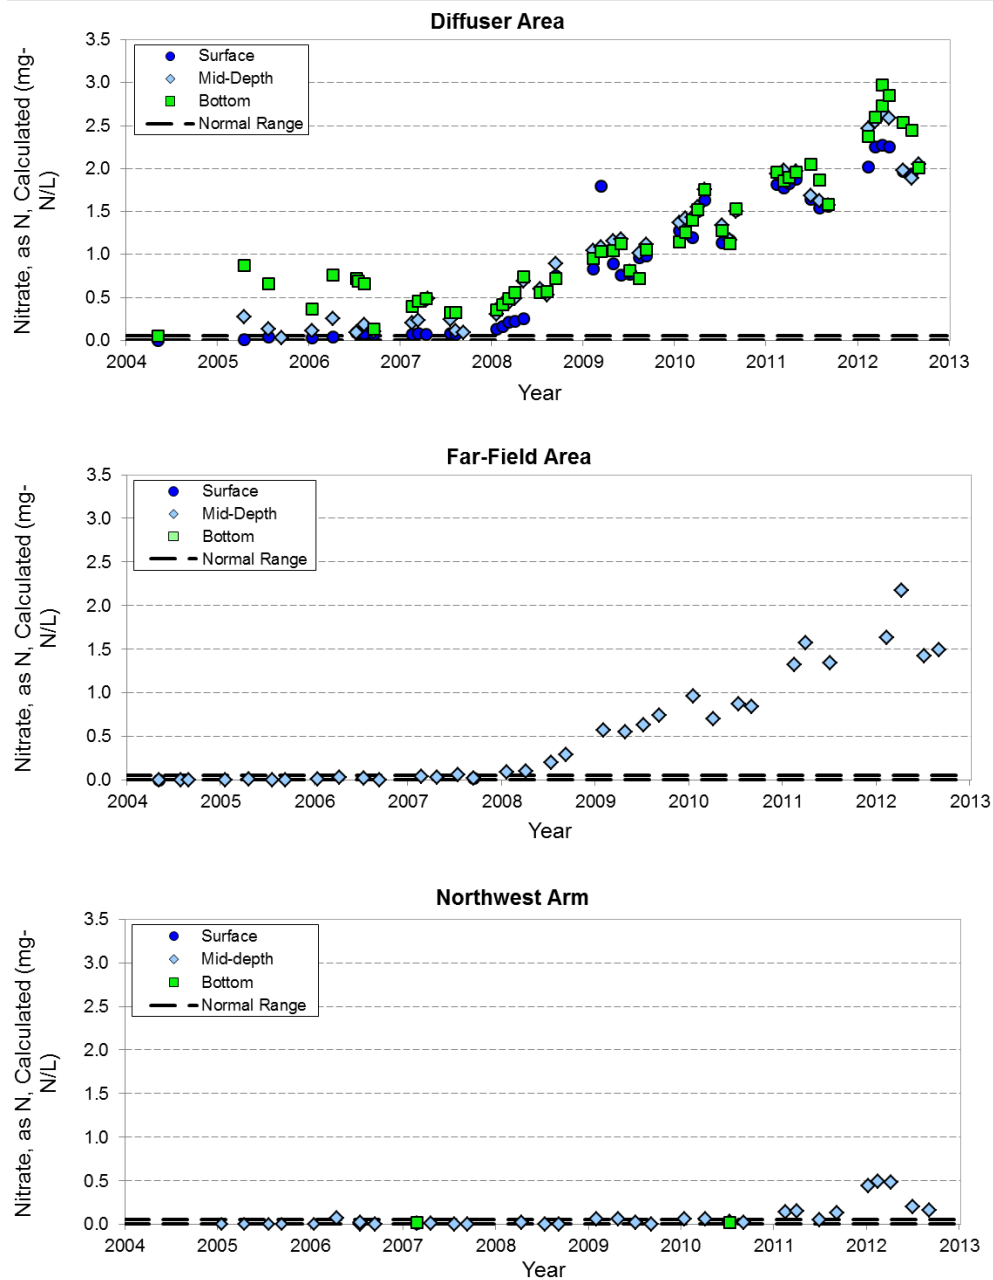 Diffuser Area
Nitrate, as N, Calculated (mg-
N/L)
3.5
3.0
2.5
2.0
1.5
1.0
0.5
0.0
Surface
Mid-Depth
Bottom
Normal Range
2004 2005 2006 2007 2008 2009 2010 2011 2012 2013
Year
Far-Field Area
Nitrate, as N, Calculated (mg-
N/L)
3.5
3.0
2.5
2.0
1.5
1.0
0.5
0.0
Surface
Mid-Depth
Bottom
Normal Range
2004 2005 2006 2007 2008 2009 2010 2011 2012 2013
Year
Northwest Arm
Nitrate, as N, Calculated (mg-
N/L)
3.5
3.0
2.5
2.0
1.5
1.0
0.5
0.0
Surface
Mid-depth
Bottom
Normal Range
2004 2005 2006 2007 2008 2009 2010 2011 2012 2013
Year